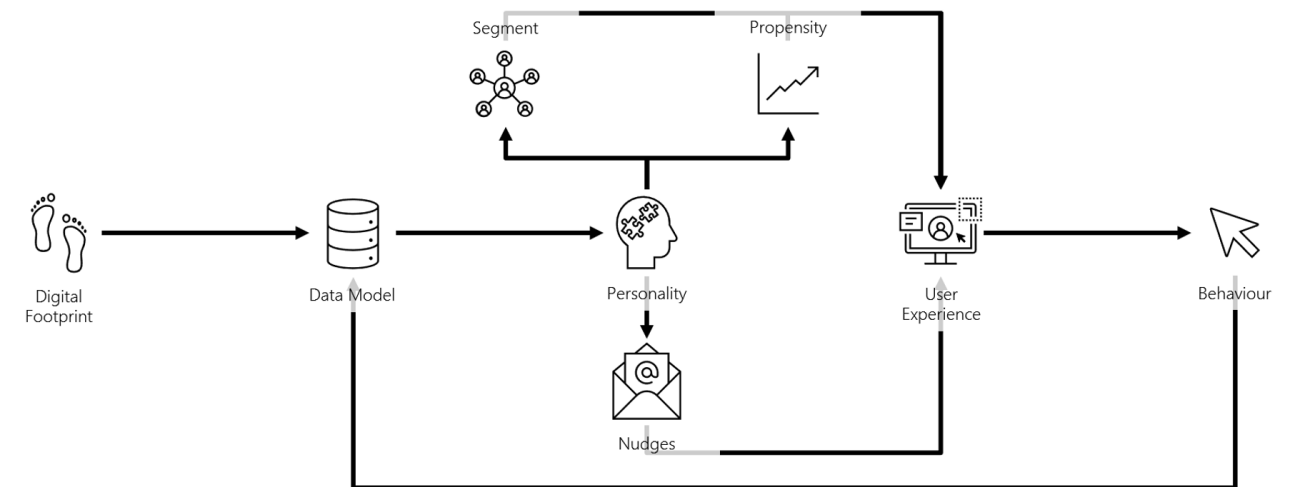 Segment
Propensity
Digital
Footprint
Data Model
Personality
User
Experience
Behaviour
@
Nudges